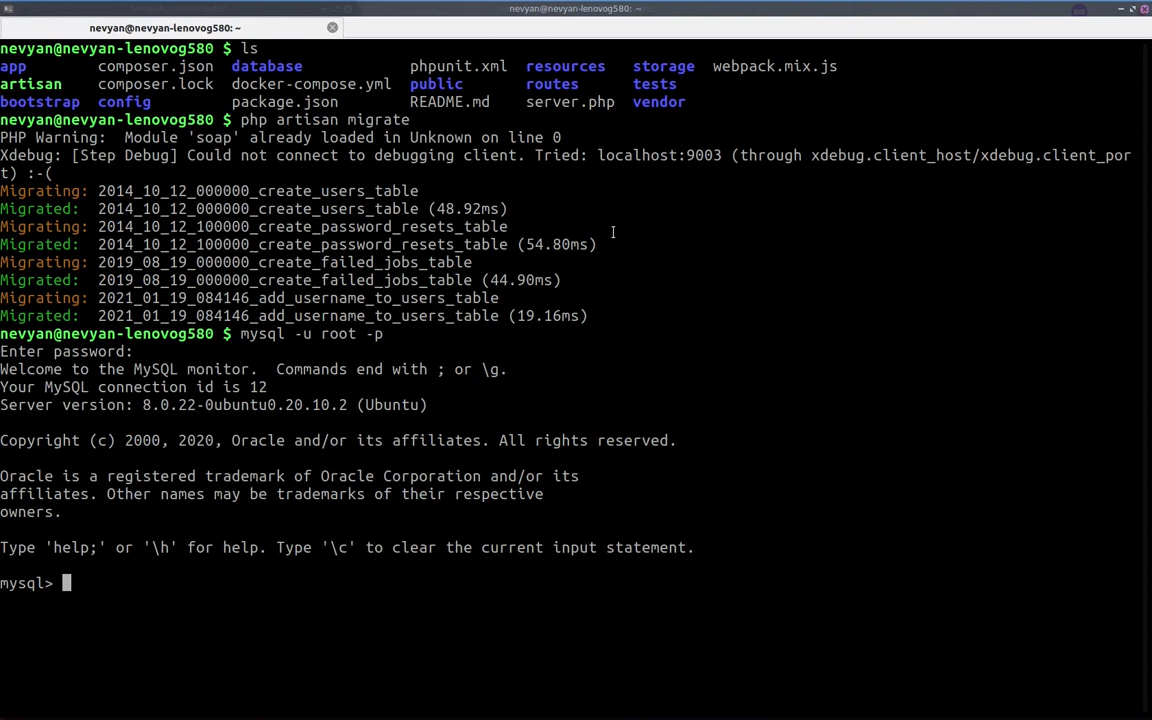 nevyan@nevyan-lenovog580: ~
nevyan@nevyan-lenovog580: ~
nevyan@nevyan-lenovog580 $ ls
app composer.json database phpunit.xml resources storage webpack.mix.js
artisan composer.lock docker-compose.yml public routes tests
bootstrap config package.json README.md server.php vendor
nevyan@nevyan-lenovog580 $ php artisan migrate
PHP Warning:  Module 'soap' already loaded in Unknown on line 0
Xdebug: [Step Debug] Could not connect to debugging client. Tried: localhost:9003 (through xdebug.client_host/xdebug.client_por
t) :-(
Migrating: 2014_10_12_000000_create_users_table
Migrated:  2014_10_12_000000_create_users_table (48.92ms)
Migrating: 2014_10_12_100000_create_password_resets_table
Migrated:  2014_10_12_100000_create_password_resets_table (54.80ms)
Migrating: 2019_08_19_000000_create_failed_jobs_table
Migrated:  2019_08_19_000000_create_failed_jobs_table (44.90ms)
Migrating: 2021_01_19_084146_add_username_to_users_table
Migrated:  2021_01_19_084146_add_username_to_users_table (19.16ms)
nevyan@nevyan-lenovog580 $ mysql -u root -p
Enter password:
Welcome to the MySQL monitor.  Commands end with ; or \g.
Your MySQL connection id is 12
Server version: 8.0.22-0ubuntu0.20.10.2 (Ubuntu)
Copyright (c) 2000, 2020, Oracle and/or its affiliates. All rights reserved.
Oracle is a registered trademark of Oracle Corporation and/or its
affiliates. Other names may be trademarks of their respective
owners.
Type 'help;' or '\h' for help. Type '\c' to clear the current input statement.
mysql>